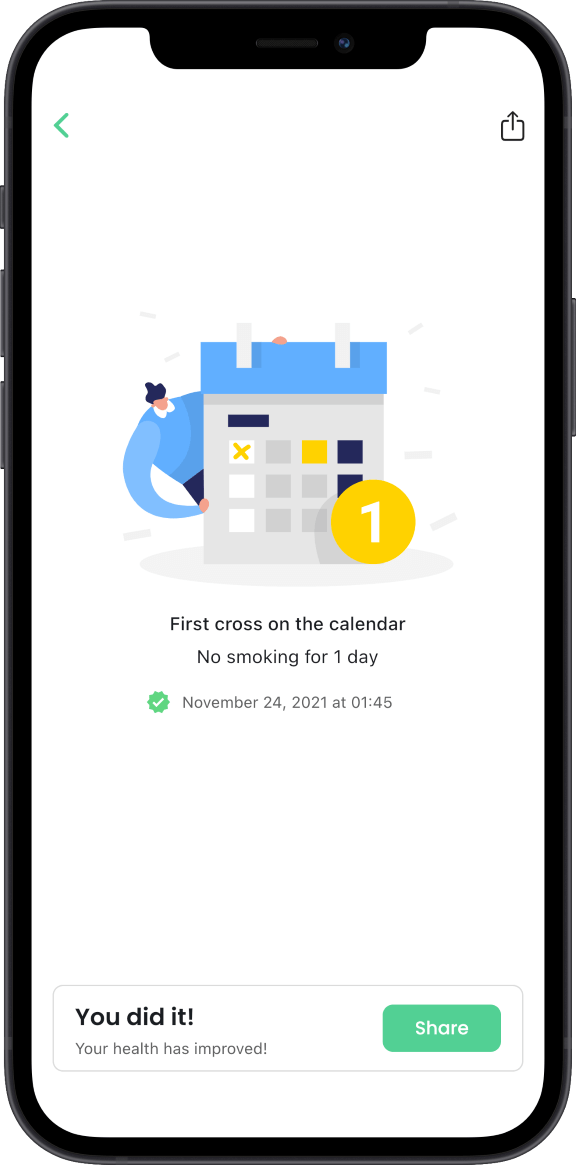 1
First cross on the calendar
No smoking for 1 day
November 24, 2021 at 01:45
You did it!
Your health has improved!
Share